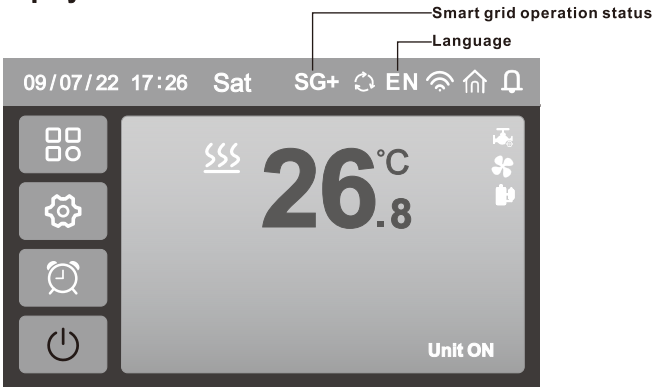 Smart grid operation status
Language
09/07/22 17:26 Sat SG+ EN
26.8 °C
Unit ON